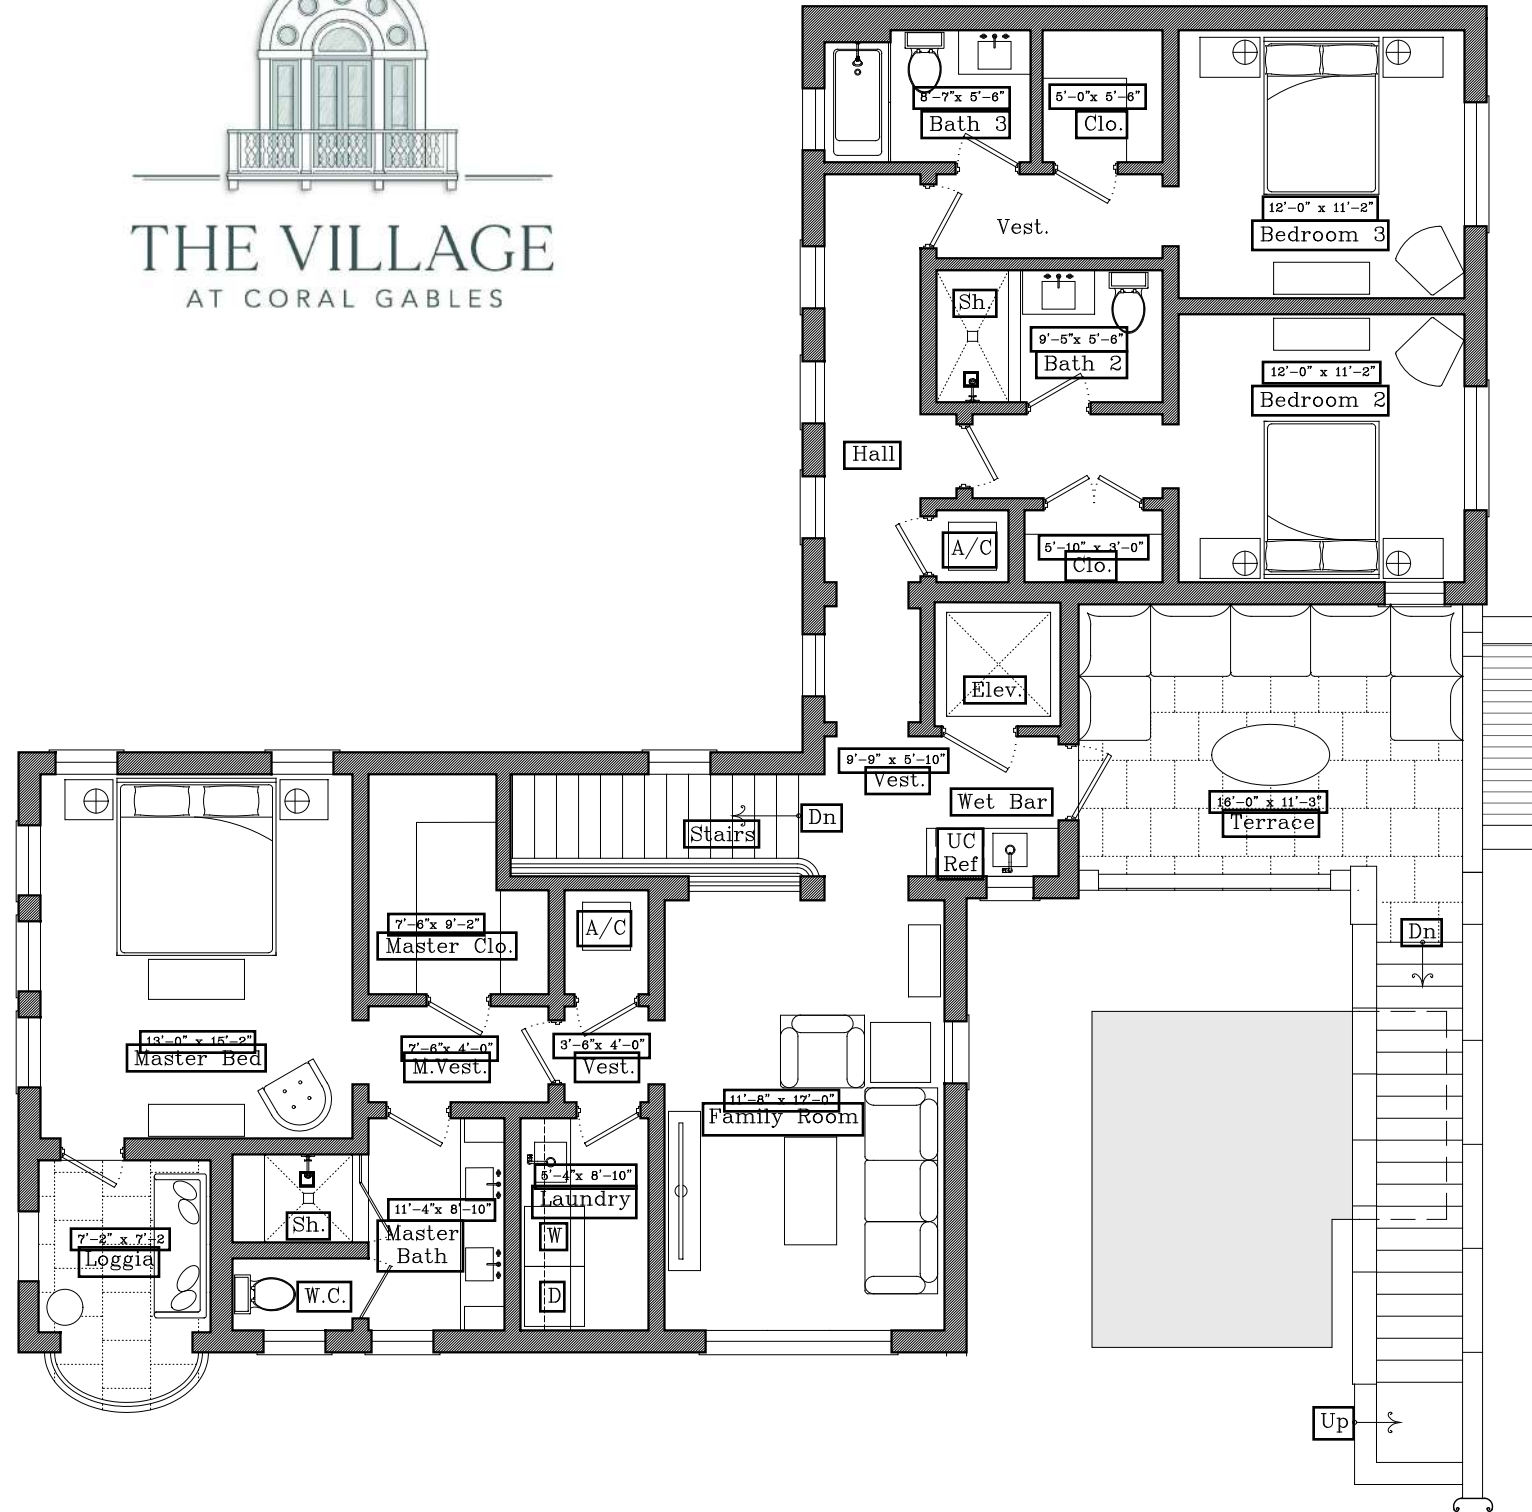 THE VILLAGE
AT CORAL GABLES
8'-7"x 5'-6"
Bath 3
5'-0"x 5'-6"
Clo.
Vest.
12'-0" x 11'-2"
Bedroom 3
Sh.
9'-5"x 5'-6"
Bath 2
12'-0" x 11'-2"
Bedroom 2
Hall
A/C
5'-10" x 3'-0"
Clo.
Elev.
9'-9" x 5'-10"
Vest.
Wet Bar
16'-0" x 11'-3"
Terrace
Stairs
Dn
UC
Ref
7'-6"x 9'-2"
Master Clo.
A/C
Dn
13'-0" x 15'-2"
Master Bed
7'-6"x 4'-0"
M.Vest.
3'-6"x 4'-0"
Vest.
11'-8" x 17'-0"
Family Room
5'-4"x 8'-10"
Laundry
11'-4"x 8'-10"
Master
Bath
Sh.
7'-2" x 7'-2
Loggia
W
W.C.
D
Up